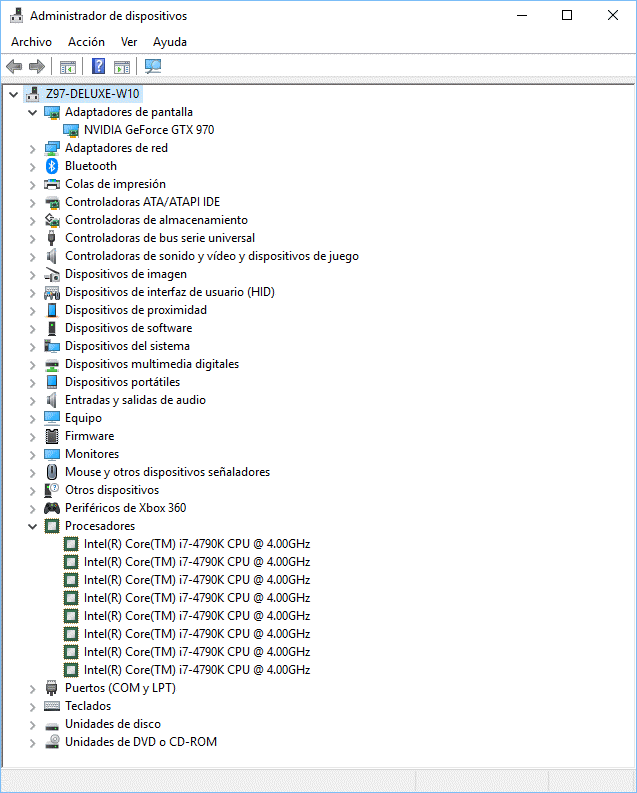 Administrador de dispositivos
Archivo Acción Ver Ayuda
Z97-DELUXE-W10
Adaptadores de pantalla
NVIDIA GeForce GTX 970
Adaptadores de red
Bluetooth
Colas de impresión
Controladoras ATA/ATAPI IDE
Controladoras de almacenamiento
Controladoras de bus serie universal
Controladoras de sonido y vídeo y dispositivos de juego
Dispositivos de imagen
Dispositivos de interfaz de usuario (HID)
Dispositivos de proximidad
Dispositivos de software
Dispositivos del sistema
Dispositivos multimedia digitales
Dispositivos portátiles
Entradas y salidas de audio
Equipo
Firmware
Monitores
Mouse y otros dispositivos señaladores
Otros dispositivos
Periféricos de Xbox 360
Procesadores
Intel(R) Core(TM) i7-4790K CPU @ 4.00GHz
Intel(R) Core(TM) i7-4790K CPU @ 4.00GHz
Intel(R) Core(TM) i7-4790K CPU @ 4.00GHz
Intel(R) Core(TM) i7-4790K CPU @ 4.00GHz
Intel(R) Core(TM) i7-4790K CPU @ 4.00GHz
Intel(R) Core(TM) i7-4790K CPU @ 4.00GHz
Intel(R) Core(TM) i7-4790K CPU @ 4.00GHz
Intel(R) Core(TM) i7-4790K CPU @ 4.00GHz
Puertos (COM y LPT)
Teclados
Unidades de disco
Unidades de DVD o CD-ROM